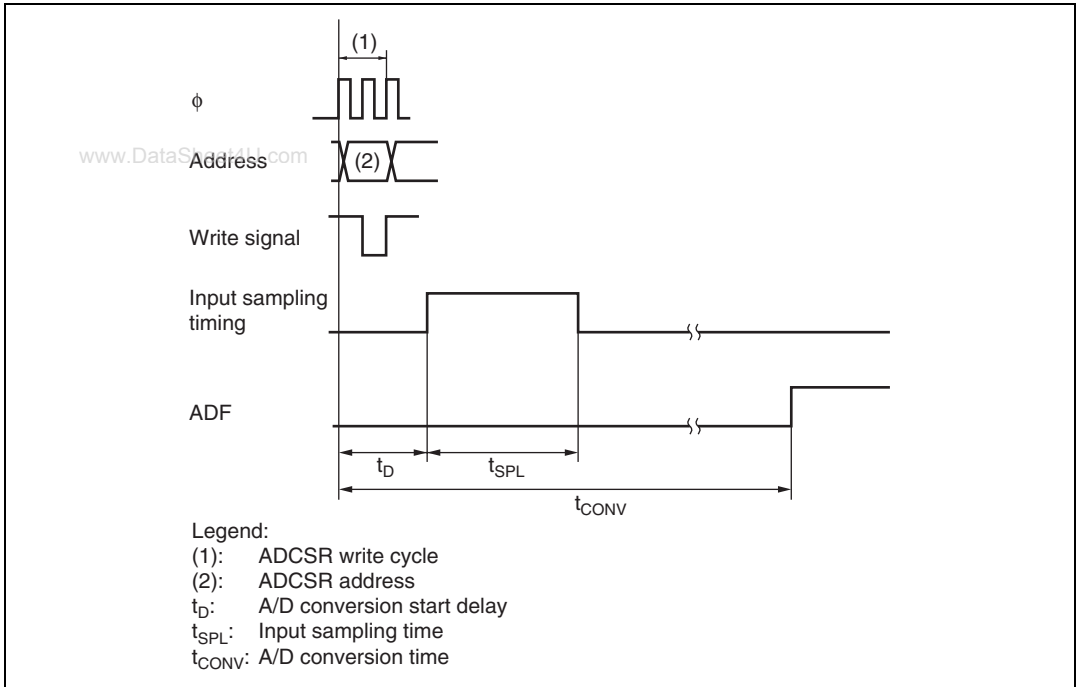 (1)
ϕ
www.DataSheet4U.com
Address
(2)
Write signal
Input sampling
timing
ADF
tD
tSPL
tCONV
Legend:
(1): ADCSR write cycle
(2): ADCSR address
tD: A/D conversion start delay
tSPL: Input sampling time
tCONV: A/D conversion time